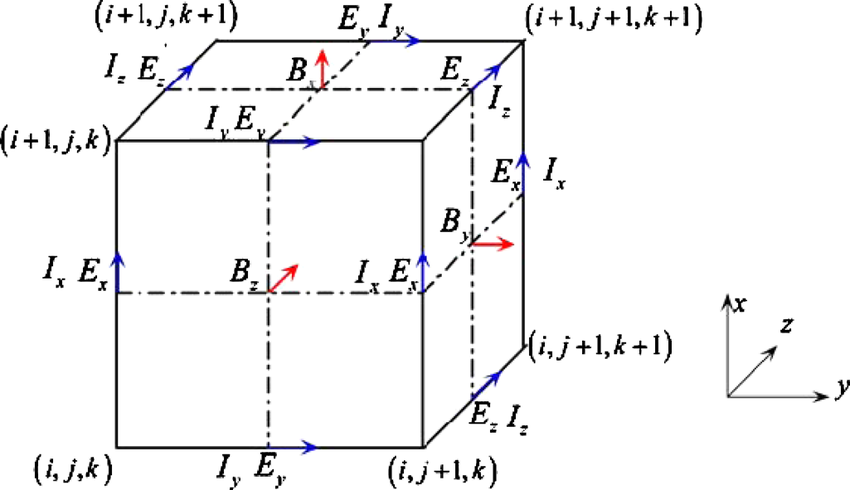 (i+1, j, k+1)
E_y I_y
(i+1, j+1, k+1)
I_z E_z
B_x
E_z
I_z
(i+1, j, k)
I_y E_y
E_x I_x
B_y
I_x E_x
B_z
I_x E_x
x
z
(i, j+1, k+1)
y
E_z I_z
(i, j, k)
I_y E_y
(i, j+1, k)